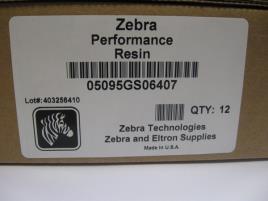 Zebra
Performance
Resin
05095GS06407
Lot#: 403256410
QTY: 12
Zebra Technologies
Zebra and Eltron Supplies
Made in U.S.A.